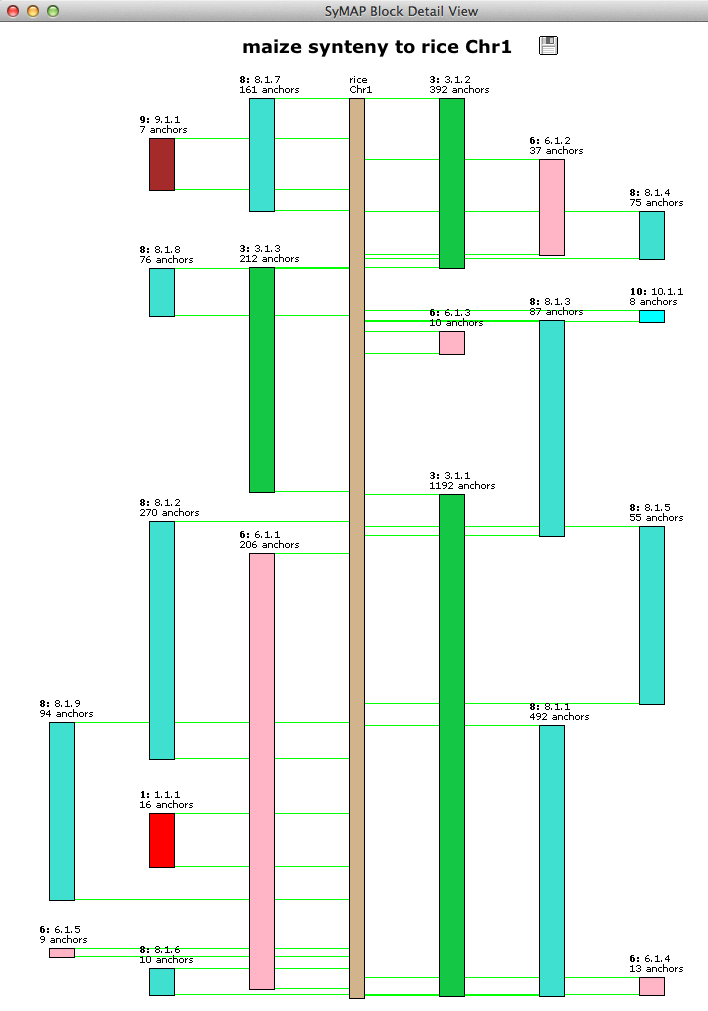 SyMAP Block Detail View
maize synteny to rice Chr1
8: 8.1.7
161 anchors
rice
Chr1
3: 3.1.2
392 anchors
9: 9.1.1
7 anchors
6: 6.1.2
37 anchors
8: 8.1.4
75 anchors
8: 8.1.8
76 anchors
3: 3.1.3
212 anchors
10: 10.1.1
8 anchors
8: 8.1.3
87 anchors
6: 6.1.3
10 anchors
3: 3.1.1
1192 anchors
8: 8.1.2
270 anchors
8: 8.1.5
55 anchors
6: 6.1.1
206 anchors
8: 8.1.9
94 anchors
8: 8.1.1
492 anchors
1: 1.1.1
16 anchors
6: 6.1.5
9 anchors
8: 8.1.6
10 anchors
6: 6.1.4
13 anchors